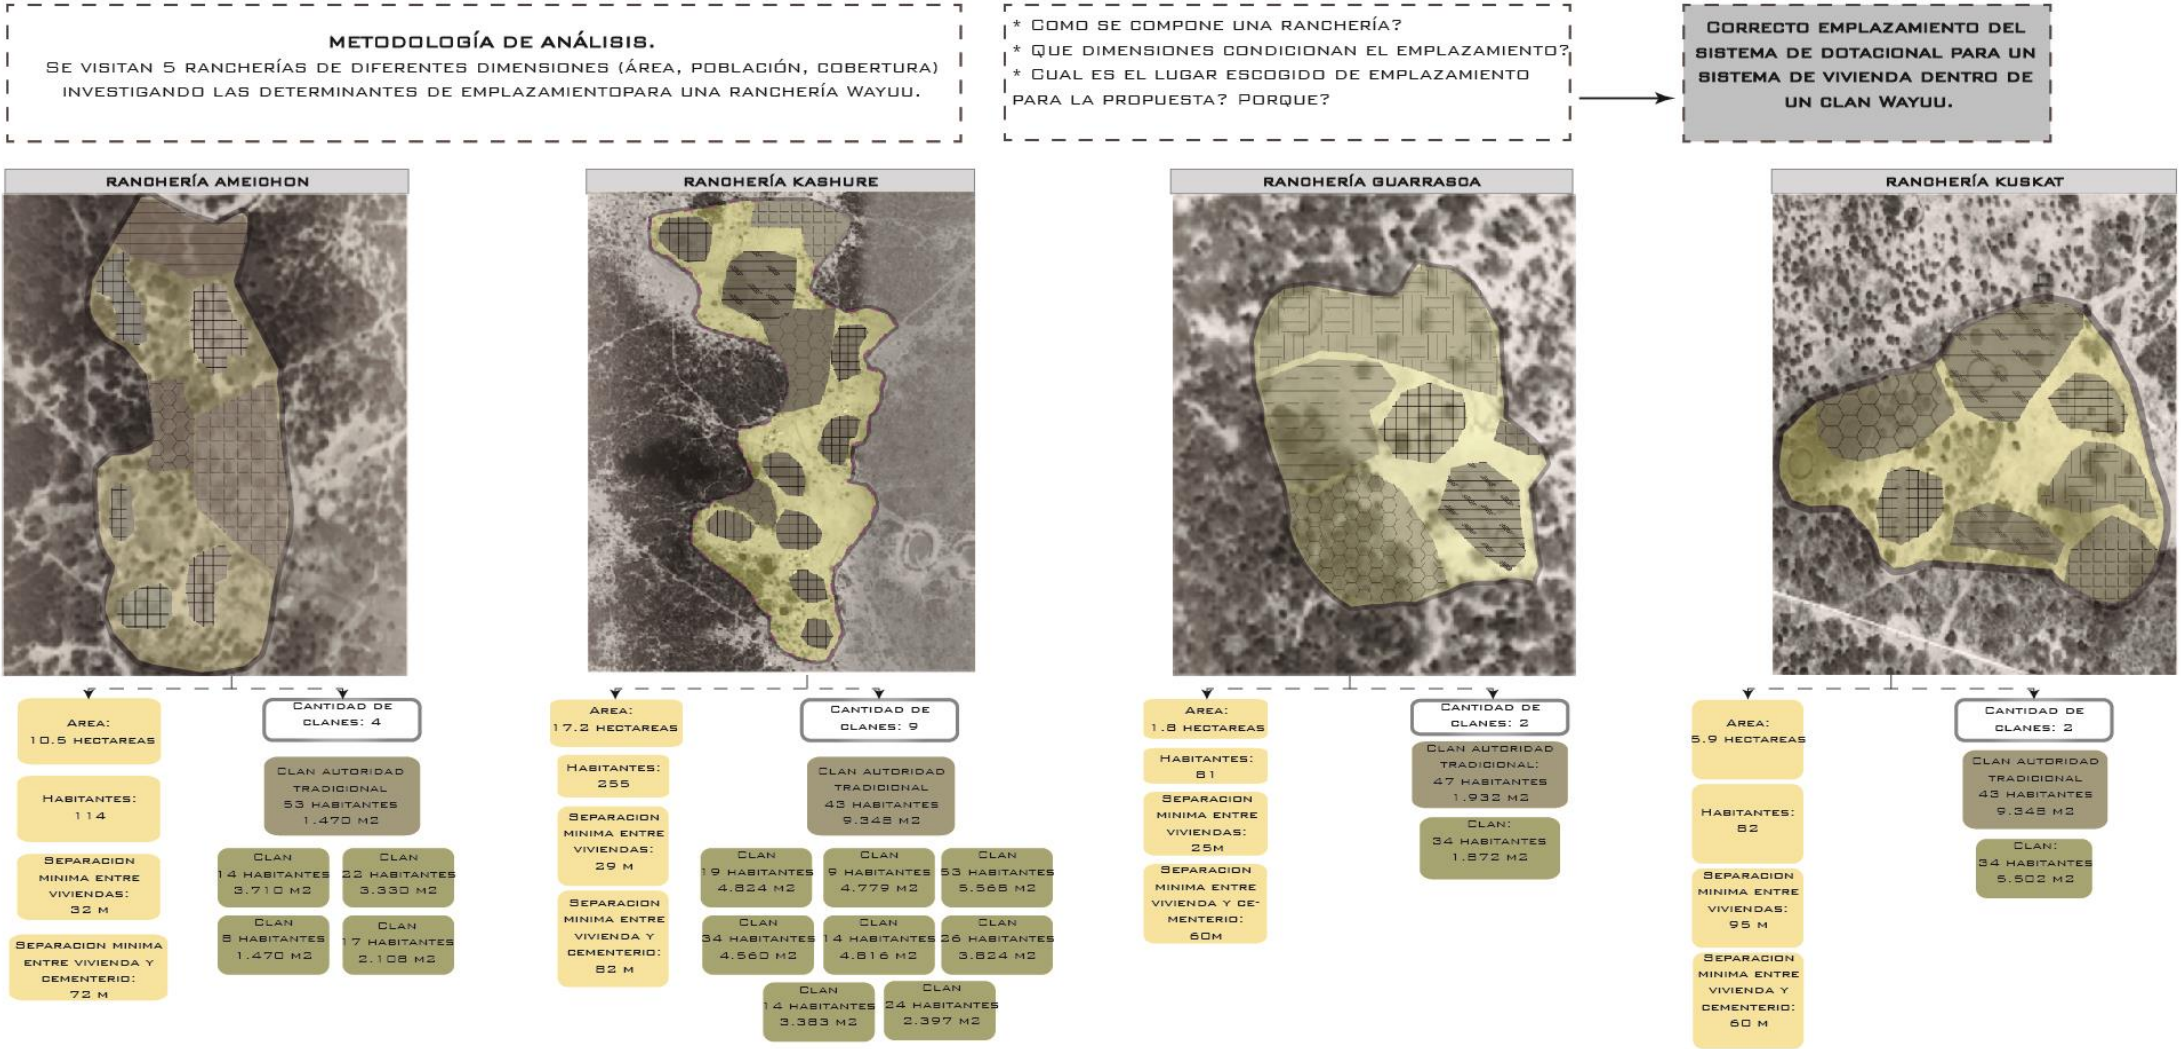 METODOLOGÍA DE ANÁLISIS.
SE VISITAN 5 RANCHERÍAS DE DIFERENTES DIMENSIONES (ÁREA, POBLACIÓN, COBERTURA)
INVESTIGANDO LAS DETERMINANTES DE EMPLAZAMIENTOPARA UNA RANCHERÍA WAYUU.
* COMO SE COMPONE UNA RANCHERÍA?
* QUE DIMENSIONES CONDICIONAN EL EMPLAZAMIENTO?
* CUAL ES EL LUGAR ESCOGIDO DE EMPLAZAMIENTO
PARA LA PROPUESTA? PORQUE?
CORRECTO EMPLAZAMIENTO DEL
SISTEMA DE DOTACIONAL PARA UN
SISTEMA DE VIVIENDA DENTRO DE
UN CLAN WAYUU.
RANCHERÍA AMEICHON
AREA:
10.5 HECTAREAS
HABITANTES:
114
SEPARACION
MINIMA ENTRE
VIVIENDAS:
32 M
SEPARACION MINIMA
ENTRE VIVIENDA Y
CEMENTERIO:
72 M
CANTIDAD DE
CLANES: 4
CLAN AUTORIDAD
TRADICIONAL
53 HABITANTES
1.470 M2
CLAN
14 HABITANTES
3.710 M2
CLAN
22 HABITANTES
3.330 M2
CLAN
8 HABITANTES
1.470 M2
CLAN
17 HABITANTES
2.108 M2
RANCHERÍA KASHURE
AREA:
17.2 HECTAREAS
HABITANTES:
255
SEPARACION
MINIMA ENTRE
VIVIENDAS:
29 M
SEPARACION
MINIMA ENTRE
VIVIENDA Y
CEMENTERIO:
82 M
CANTIDAD DE
CLANES: 9
CLAN AUTORIDAD
TRADICIONAL
43 HABITANTES
9.348 M2
CLAN
19 HABITANTES
4.824 M2
CLAN
9 HABITANTES
4.779 M2
CLAN
53 HABITANTES
5.568 M2
CLAN
34 HABITANTES
4.560 M2
CLAN
14 HABITANTES
4.816 M2
CLAN
26 HABITANTES
3.824 M2
CLAN
14 HABITANTES
3.383 M2
CLAN
24 HABITANTES
2.397 M2
RANCHERÍA GUARRASCA
AREA:
1.8 HECTAREAS
HABITANTES:
81
SEPARACION
MINIMA ENTRE
VIVIENDAS:
25M
SEPARACION
MINIMA ENTRE
VIVIENDA Y CE-
MENTERIO:
60M
CANTIDAD DE
CLANES: 2
CLAN AUTORIDAD
TRADICIONAL:
47 HABITANTES
1.932 M2
CLAN:
34 HABITANTES
1.872 M2
RANCHERÍA KUSKAT
AREA:
5.9 HECTAREAS
HABITANTES:
82
SEPARACION
MINIMA ENTRE
VIVIENDAS:
95 M
SEPARACION
MINIMA ENTRE
VIVIENDA Y
CEMENTERIO:
60 M
CANTIDAD DE
CLANES: 2
CLAN AUTORIDAD
TRADICIONAL
43 HABITANTES
9.348 M2
CLAN:
34 HABITANTES
5.502 M2